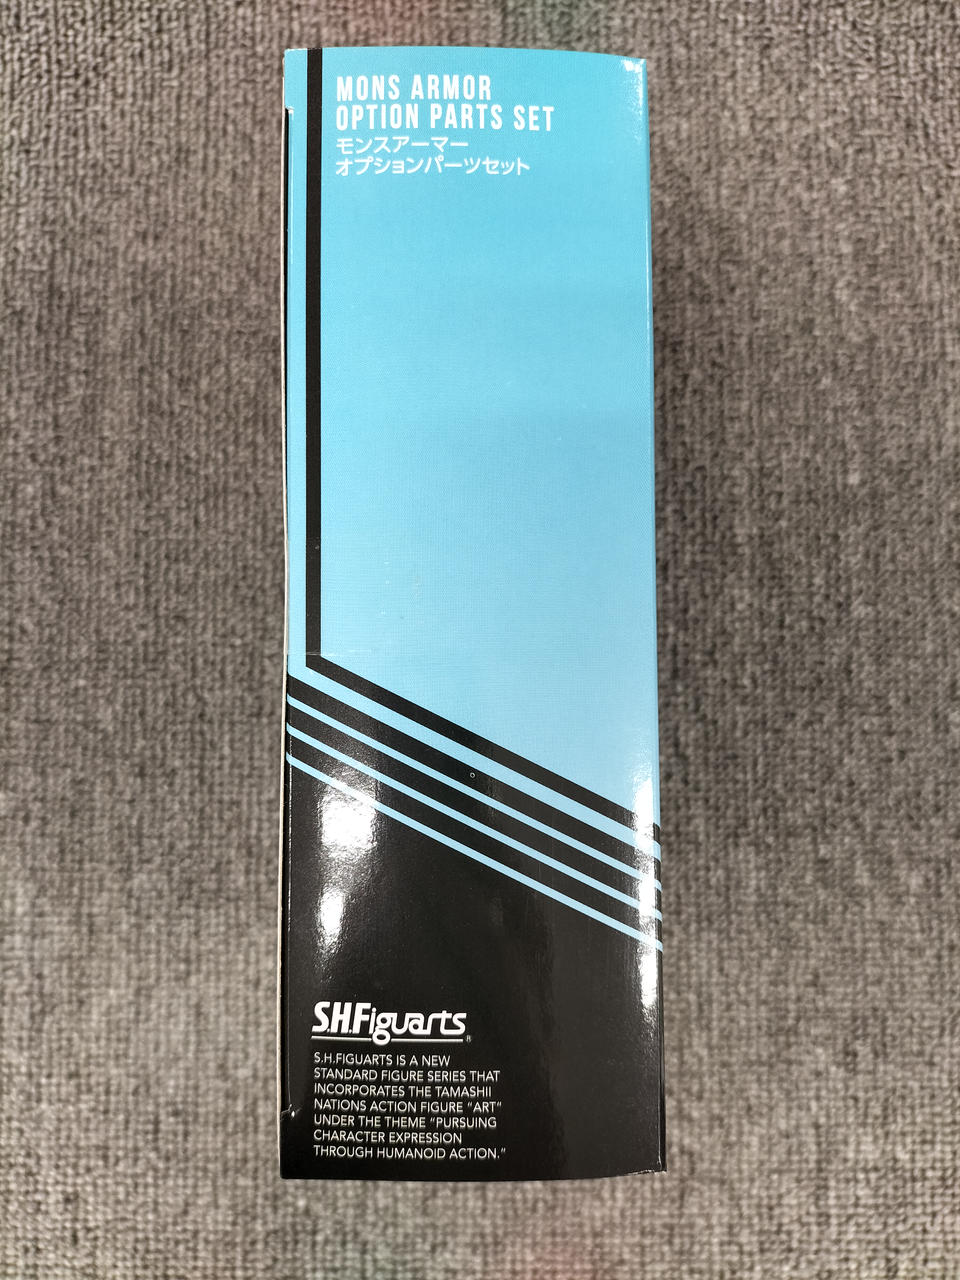 MONS ARMOR
OPTION PARTS SET
モンスアーマー
オプションパーツセット
S.H.Figuarts®
S.H.FIGUARTS IS A NEW
STANDARD FIGURE SERIES THAT
INCORPORATES THE TAMASHII
NATIONS ACTION FIGURE “ART”
UNDER THE THEME “PURSUING
CHARACTER EXPRESSION
THROUGH HUMANOID ACTION.”